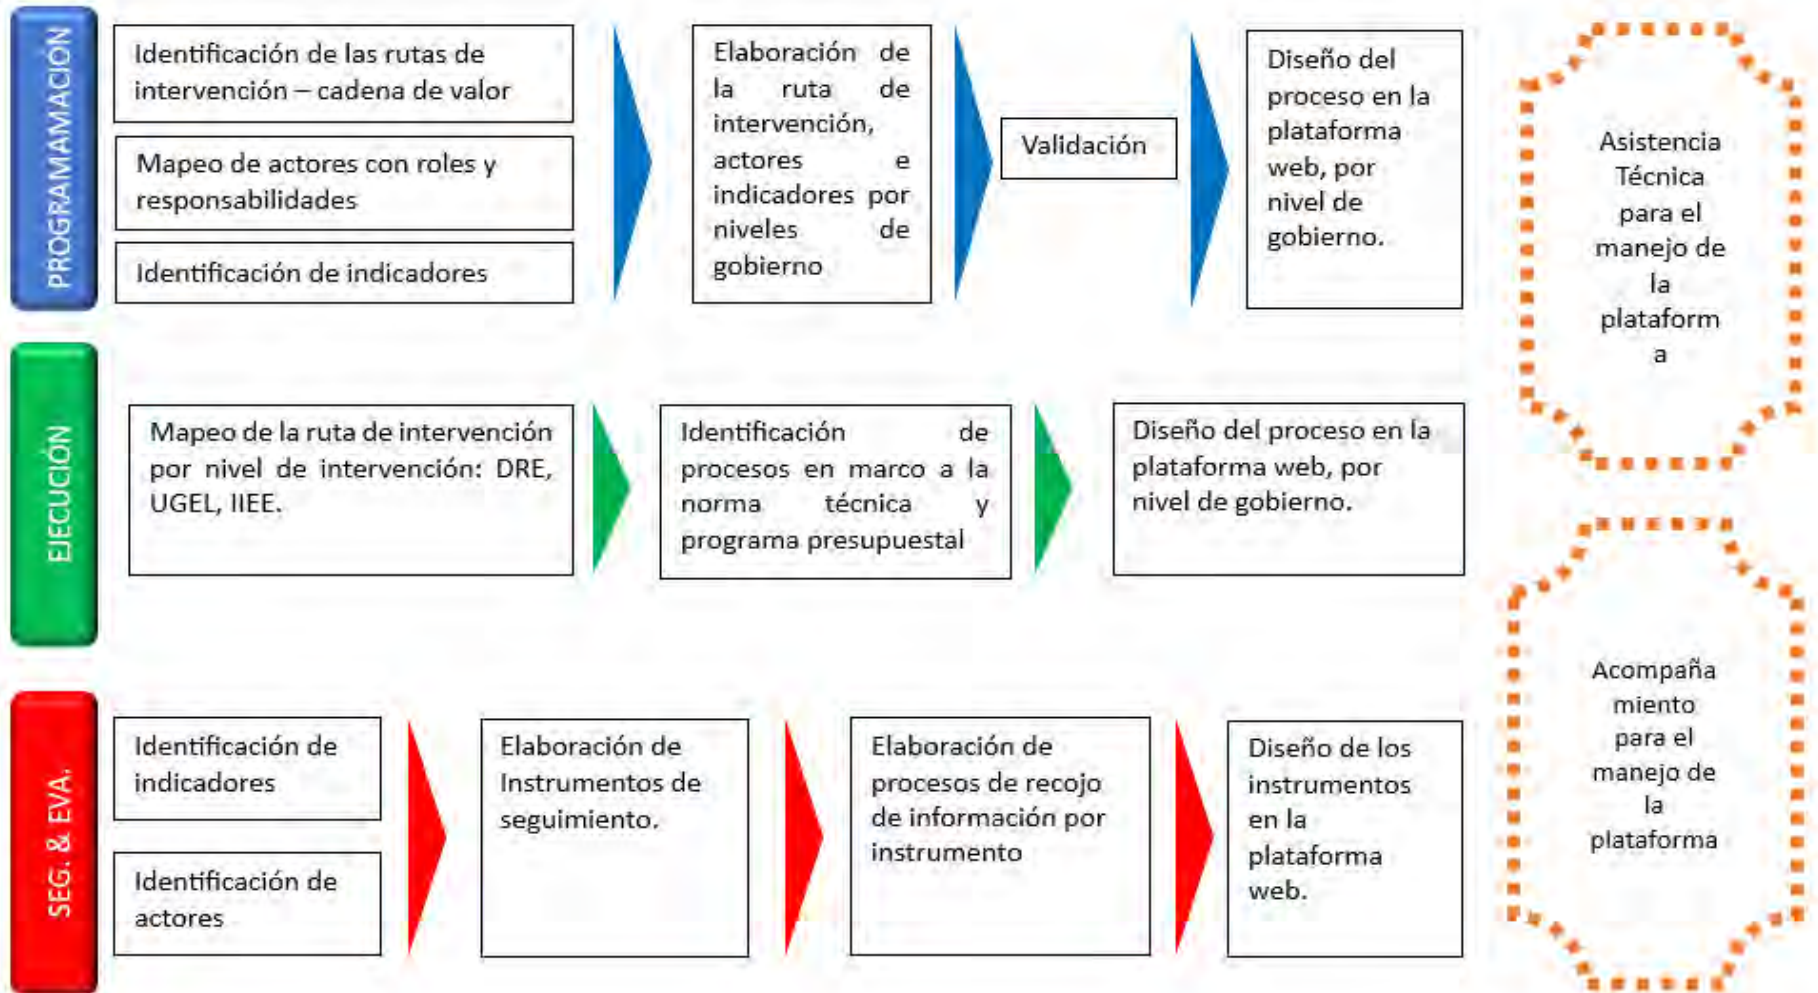 PROGRAMAMACION
Identificación de las rutas de
intervención – cadena de valor
Mapeo de actores con roles y
responsabilidades
Identificación de indicadores
Elaboración de
la ruta de
intervención,
actores e
indicadores por
niveles de
gobierno
Validación
Diseño del
proceso en la
plataforma
web, por
nivel de
gobierno.
Asistencia
Técnica
para el
manejo de
la
plataform
a
EJECUCIÓN
Mapeo de la ruta de intervención
por nivel de intervención: DRE,
UGEL, IIEE.
Identificación de
procesos en marco a la
norma técnica y
programa presupuestal
Diseño del proceso en la
plataforma web, por
nivel de gobierno.
SEG. & EVA.
Identificación de
indicadores
Identificación de
actores
Elaboración de
Instrumentos de
seguimiento.
Elaboración de
procesos de recojo
de información por
instrumento
Diseño de los
instrumentos
en la
plataforma
web.
Acompaña
miento
para el
manejo de
la
plataforma